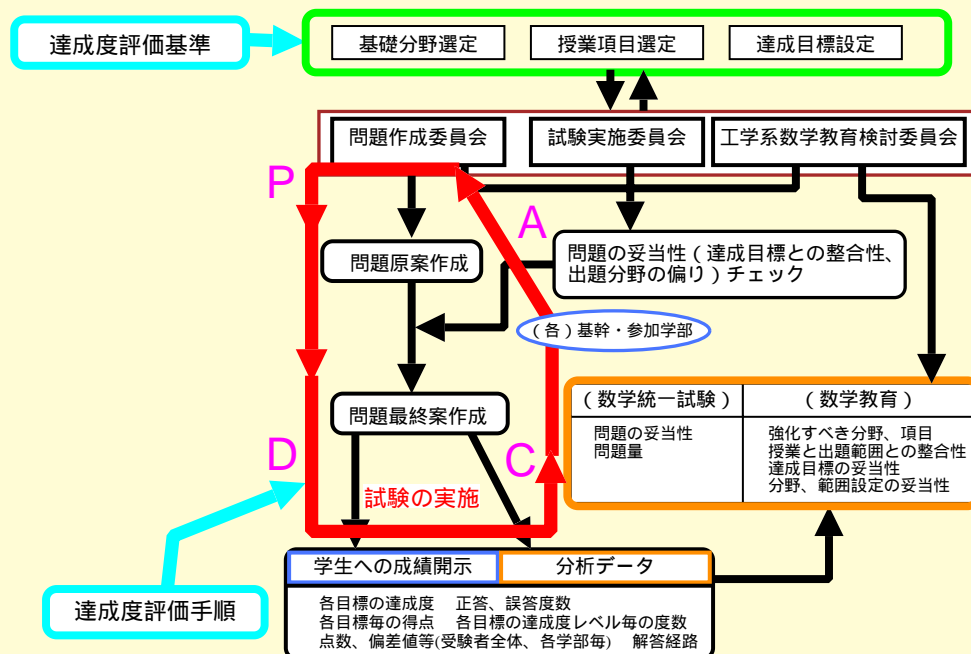 達成度評価基準
基礎分野選定 授業項目選定 達成目標設定
問題作成委員会 試験実施委員会 工学系数学教育検討委員会
P
A
問題原案作成
問題の妥当性(達成目標との整合性、
出題分野の偏り)チェック
(各)基幹・参加学部
問題最終案作成
(数学統一試験) (数学教育)
問題の妥当性
問題量
強化すべき分野、項目
授業と出題範囲との整合性
達成目標の妥当性
分野、範囲設定の妥当性
D
C
試験の実施
学生への成績開示 分析データ
各目標の達成度 正答、誤答度数
各目標毎の得点 各目標の達成度レベル毎の度数
点数、偏差値等(受験者全体、各学部毎) 解答経路
達成度評価手順